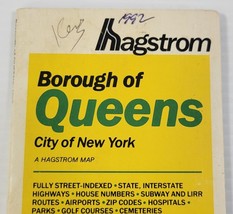 1992
Hagstrom
Borough of
Queens
City of New York
A HAGSTROM MAP
FULLY STREET-INDEXED • STATE, INTERSTATE
HIGHWAYS • HOUSE NUMBERS • SUBWAY AND LIRR
ROUTES • AIRPORTS • ZIP CODES • HOSPITALS •
PARKS • GOLF COURSES • CEMETERIES